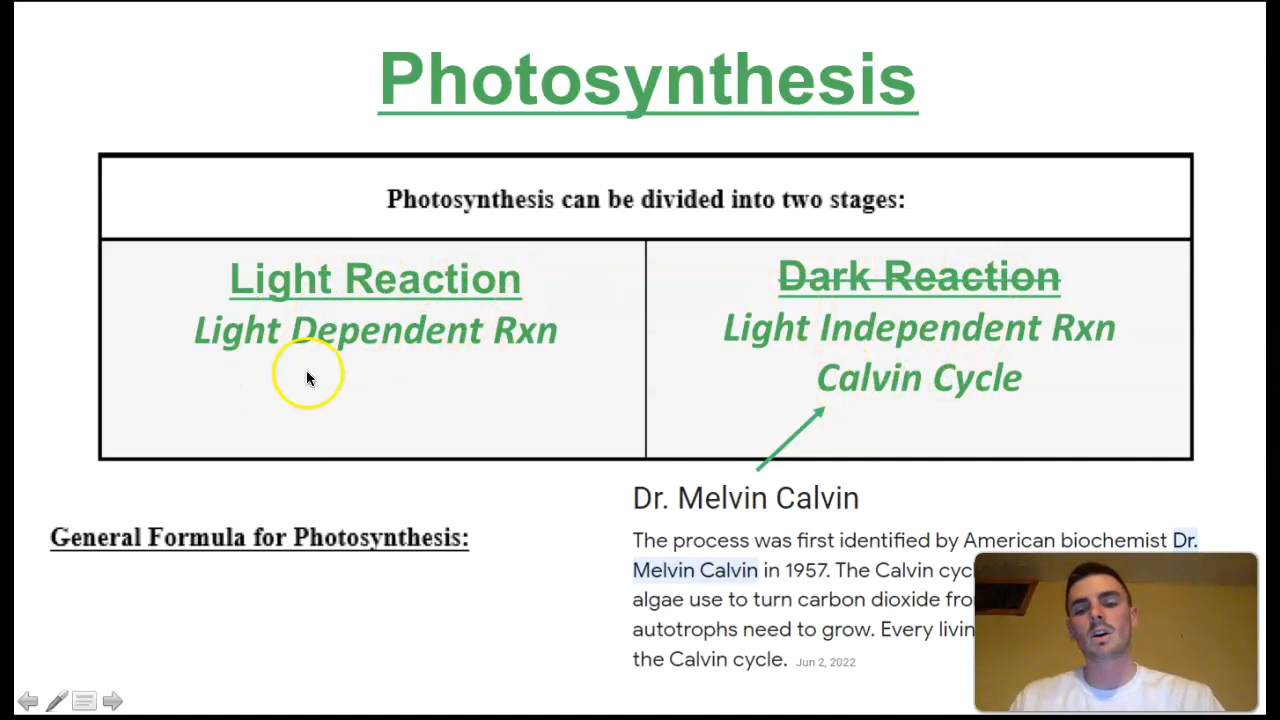 Photosynthesis
Photosynthesis can be divided into two stages:
Light Reaction
Light Dependent Rxn
Dark Reaction
Light Independent Rxn
Calvin Cycle
General Formula for Photosynthesis:
Dr. Melvin Calvin
The process was first identified by American biochemist Dr.
Melvin Calvin in 1957. The Calvin
algae use to turn carbon dioxide
autotrophs need to grow. Every
the Calvin cycle. Jun 2, 2022